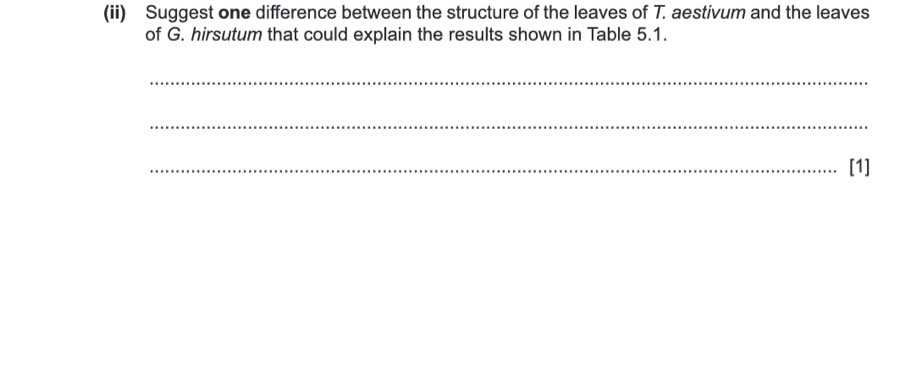 (ii) Suggest one difference between the structure of the leaves of T. aestivum and the leaves
of G. hirsutum that could explain the results shown in Table 5.1.
...................................................................................................................................................
...................................................................................................................................................
............................................................................................................................................. [1]